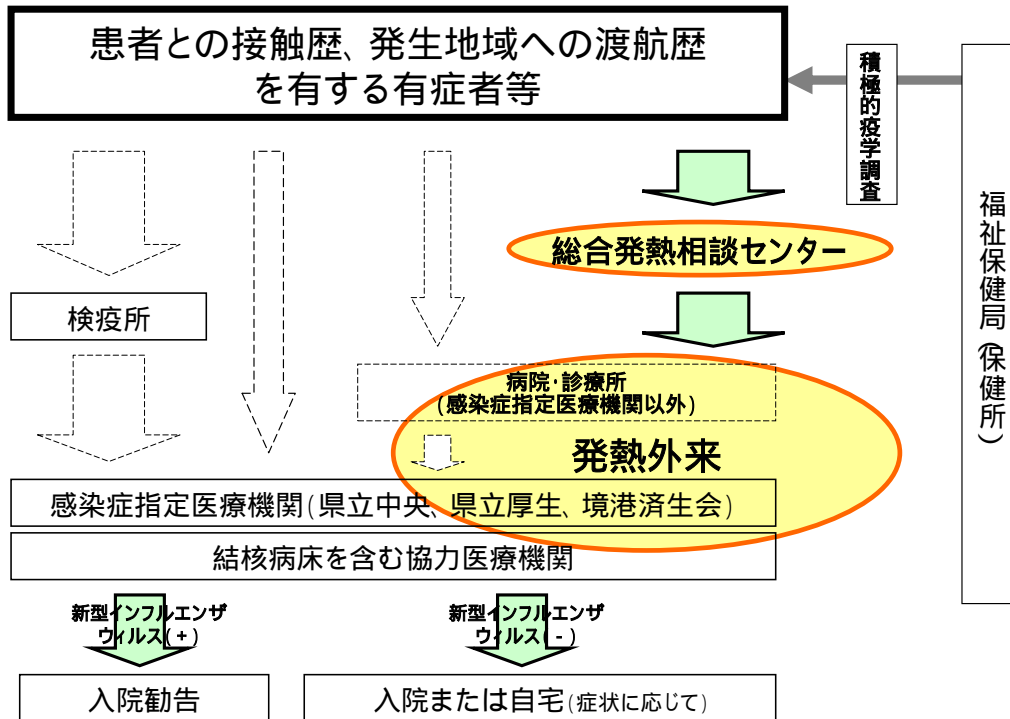 患者との接触歴、発生地域への渡航歴
を有する有症者等
積極的疫学調査
福祉保健局(保健所)
総合発熱相談センター
検疫所
病院・診療所
(感染症指定医療機関以外)
発熱外来
感染症指定医療機関(県立中央、県立厚生、境港済生会)
結核病床を含む協力医療機関
新型インフルエンザ
ウィルス(+)
新型インフルエンザ
ウィルス(-)
入院勧告
入院または自宅(症状に応じて)